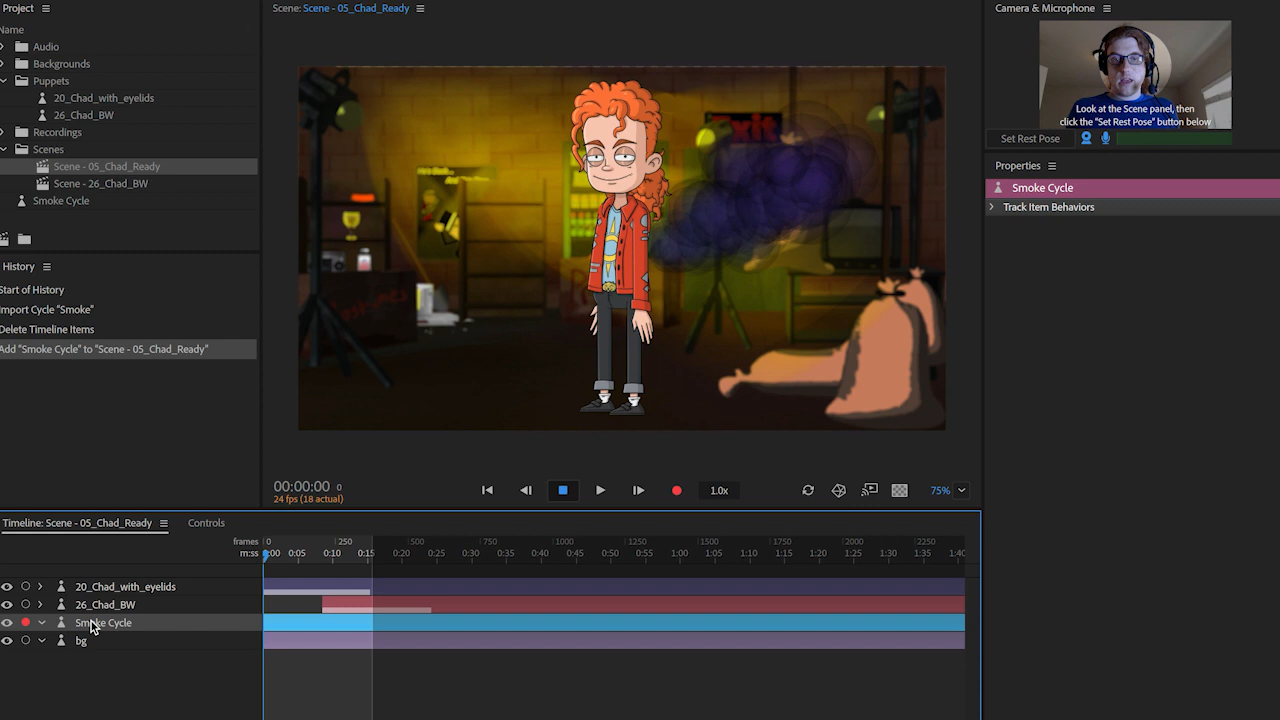 Project
Name
Audio
Backgrounds
Puppets
20_Chad_with_eyelids
26_Chad_BW
Recordings
Scenes
Scene - 05_Chad_Ready
Scene - 26_Chad_BW
Smoke Cycle
History
Start of History
Import Cycle “Smoke”
Delete Timeline Items
Add “Smoke Cycle” to “Scene - 05_Chad_Ready”
Scene: Scene - 05_Chad_Ready
Exit
00:00:00 0
24 fps (18 actual)
1.0x
75%
Camera & Microphone
Look at the Scene panel, then
click the “Set Rest Pose” button below
Set Rest Pose
Properties
Smoke Cycle
Track Item Behaviors
Timeline: Scene - 05_Chad_Ready
Controls
frames 0 250 500 750 1000 1250 1500 1750 2000 2250
m:ss 0:00 0:05 0:10 0:15 0:20 0:25 0:30 0:35 0:40 0:45 0:50 0:55 1:00 1:05 1:10 1:15 1:20 1:25 1:30 1:35 1:40
20_Chad_with_eyelids
26_Chad_BW
Smoke Cycle
bg